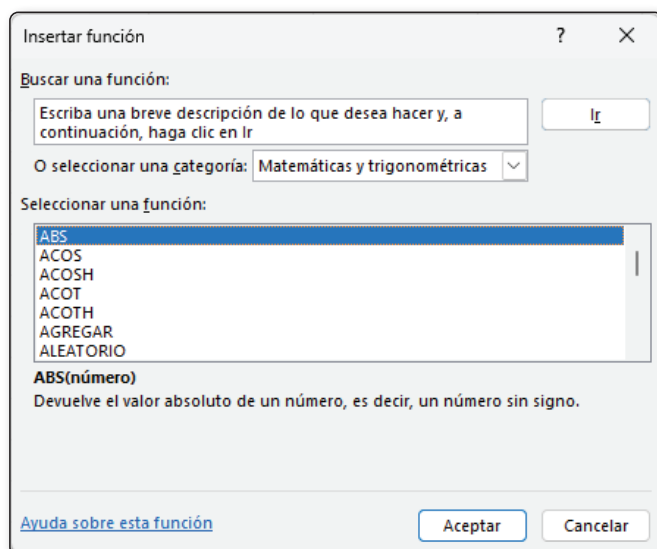 Insertar función ?
Buscar una función:
Escriba una breve descripción de lo que desea hacer y, a
continuación, haga clic en Ir
Ir
O seleccionar una categoría: Matemáticas y trigonométricas
Seleccionar una función:
ABS
ACOS
ACOSH
ACOT
ACOTH
AGREGAR
ALEATORIO
ABS(número)
Devuelve el valor absoluto de un número, es decir, un número sin signo.
Ayuda sobre esta función
Aceptar
Cancelar